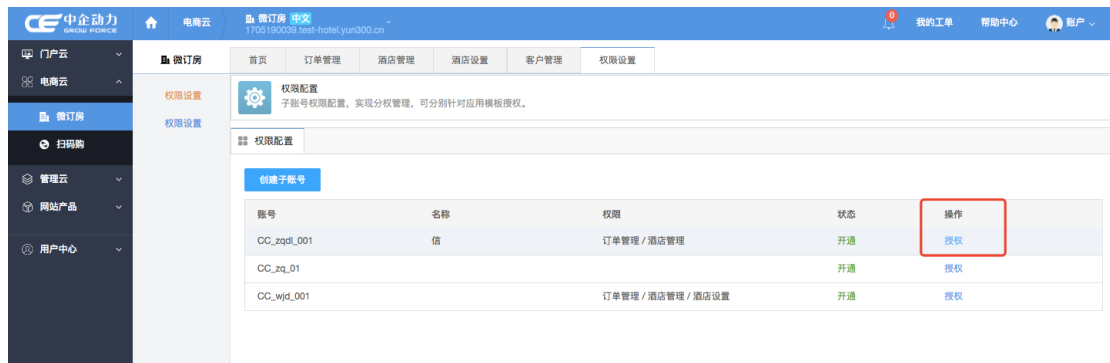 中企动力
GROW FORCE
电商云
微订房 中文
1705190039.test-hotel.yun300.cn
0
我的工单
帮助中心
账户
门户云
电商云
微订房
扫码购
管理云
网站产品
用户中心
微订房
权限设置
权限设置
首页 订单管理 酒店管理 酒店设置 客户管理 权限设置
权限配置
子账号权限配置，实现分权管理，可分别针对应用模板授权。
权限配置
创建子账号
账号 名称 权限 状态 操作
CC_zqdl_001 信 订单管理 / 酒店管理 开通 授权
CC_zq_01 开通 授权
CC_wjd_001 订单管理 / 酒店管理 / 酒店设置 开通 授权